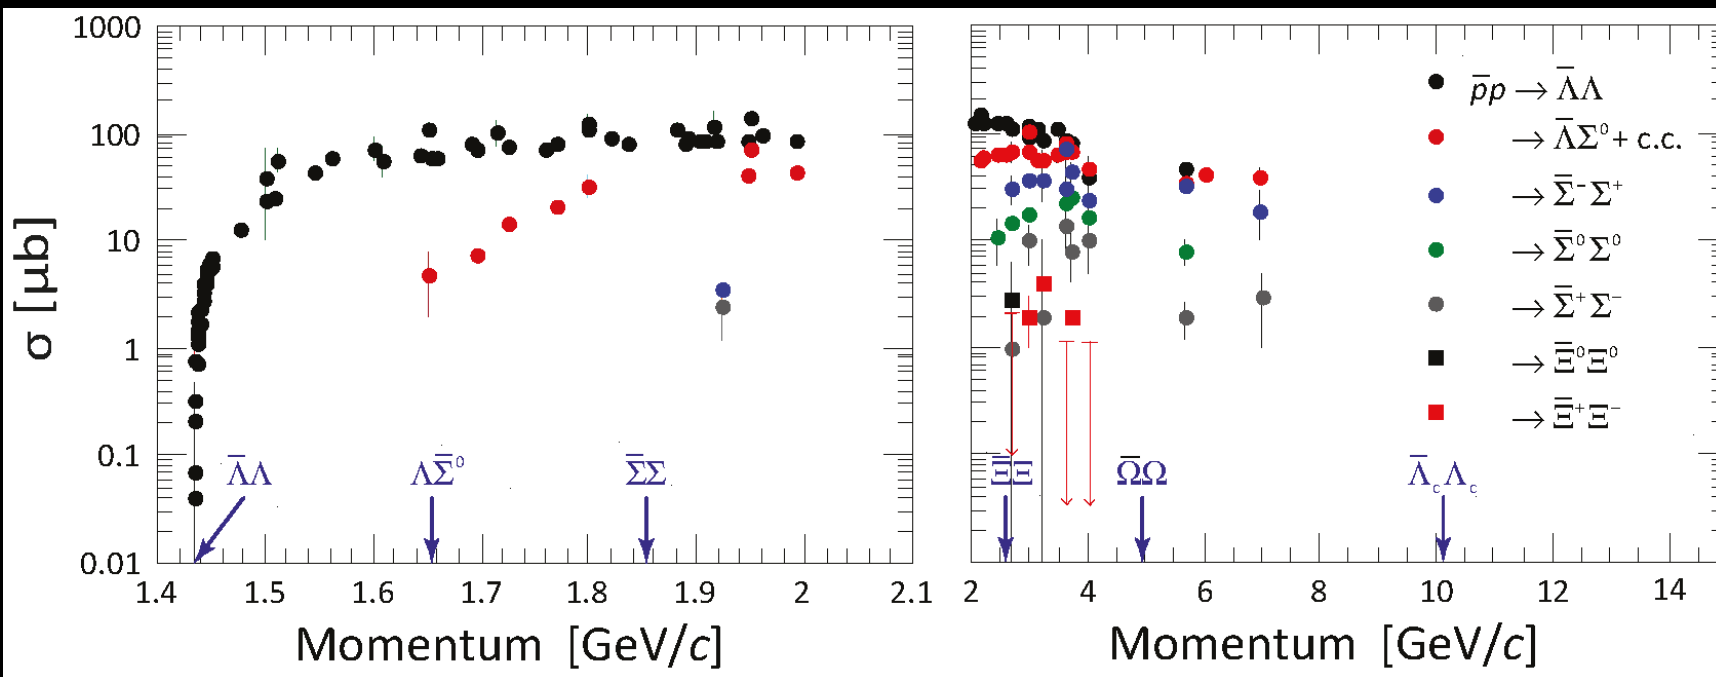 1000
100
10
1
0.1
0.01
σ [μb]
Λ̅Λ
ΛΣ̅⁰
Σ̅Σ
1.4 1.5 1.6 1.7 1.8 1.9 2 2.1
Momentum [GeV/c]
p̅p → Λ̅Λ
→ Λ̅Σ⁰ + c.c.
→ Σ̅⁻Σ⁺
→ Σ̅⁰Σ⁰
→ Σ̅⁺Σ⁻
→ Ξ̅⁰Ξ⁰
→ Ξ̅⁺Ξ⁻
Ξ̅Ξ
Ω̅Ω
Λ̅cΛc
2 4 6 8 10 12 14
Momentum [GeV/c]